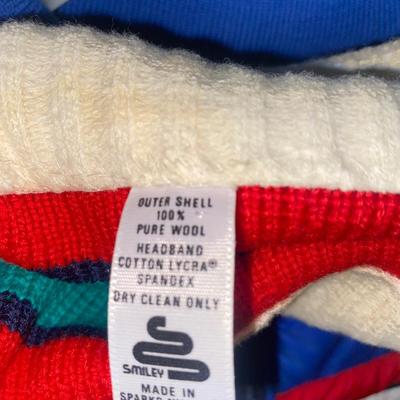 OUTER SHELL
100%
PURE WOOL
HEADBAND
COTTON LYCRA®
SPANDEX
DRY CLEAN ONLY
SMILEY
MADE IN